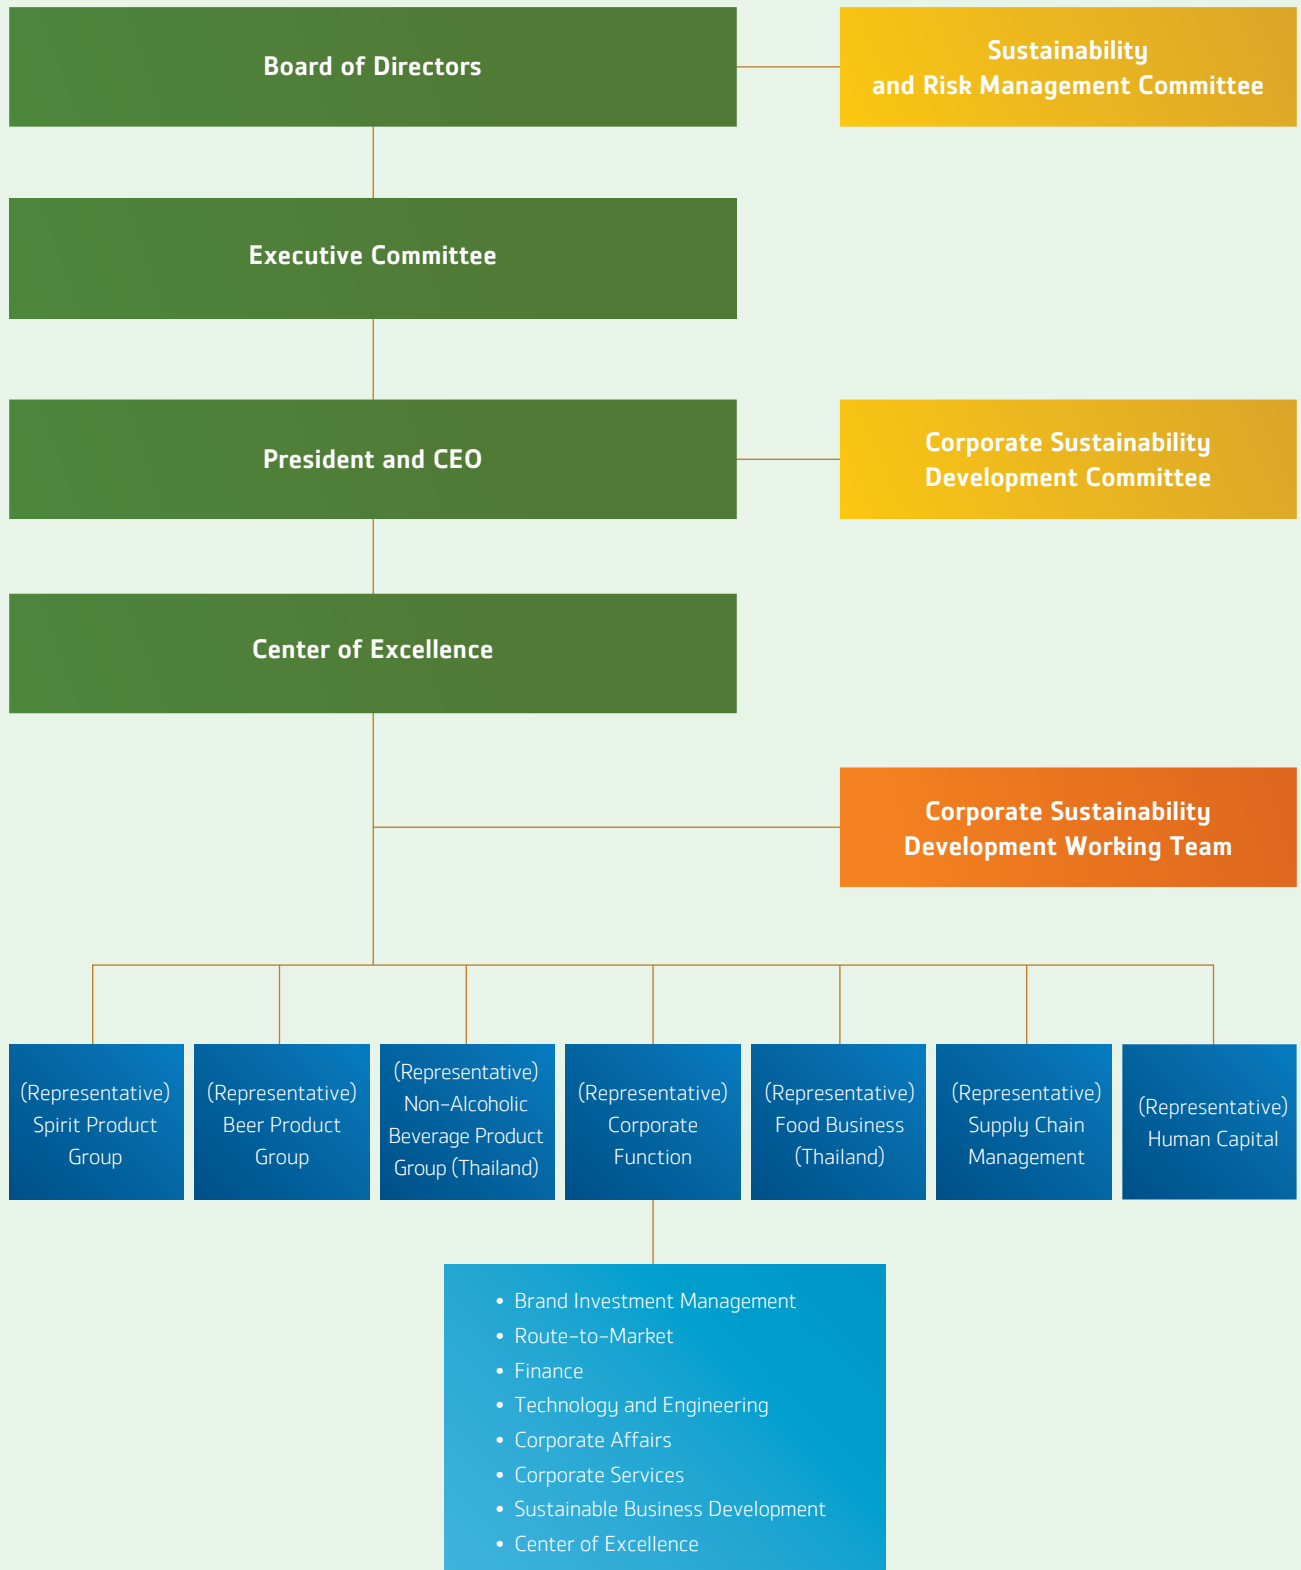 Board of Directors
Sustainability
and Risk Management Committee
Executive Committee
President and CEO
Corporate Sustainability
Development Committee
Center of Excellence
Corporate Sustainability
Development Working Team
(Representative)
Spirit Product
Group
(Representative)
Beer Product
Group
(Representative)
Non-Alcoholic
Beverage Product
Group (Thailand)
(Representative)
Corporate
Function
(Representative)
Food Business
(Thailand)
(Representative)
Supply Chain
Management
(Representative)
Human Capital
• Brand Investment Management
• Route-to-Market
• Finance
• Technology and Engineering
• Corporate Affairs
• Corporate Services
• Sustainable Business Development
• Center of Excellence